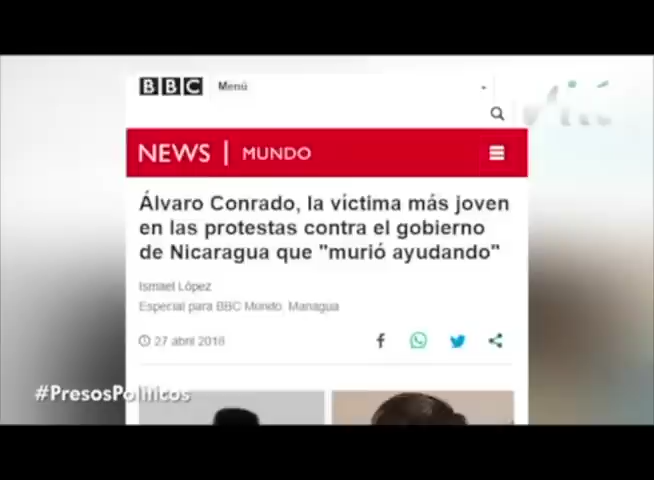 BBC Menú
NEWS | MUNDO
Álvaro Conrado, la víctima más joven
en las protestas contra el gobierno
de Nicaragua que "murió ayudando"
Ismael López
Especial para BBC Mundo, Managua
27 abril 2018
#PresosPolíticos